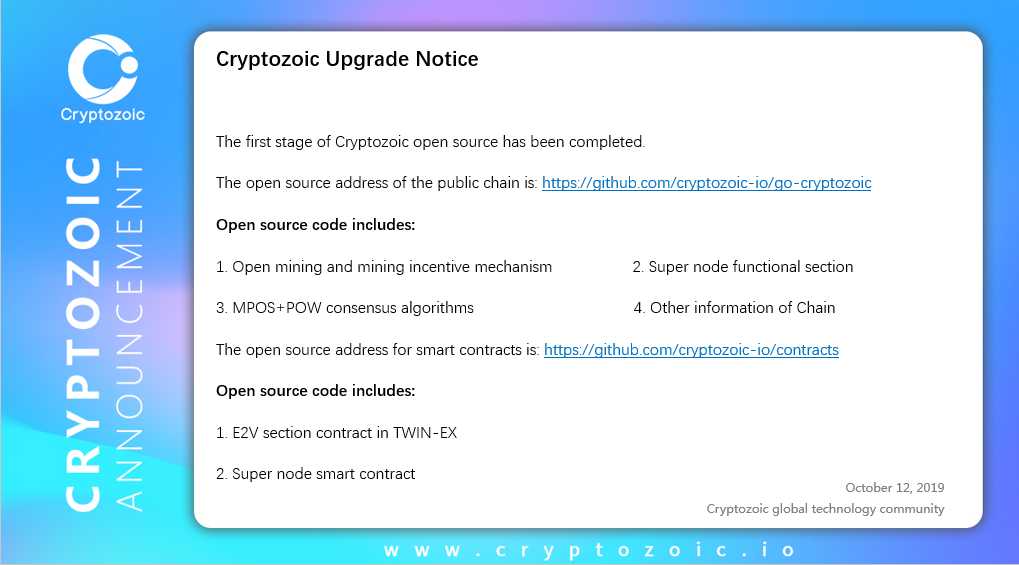 Cryptozoic
CRYPTOZOIC
ANNOUNCEMENT
Cryptozoic Upgrade Notice
The first stage of Cryptozoic open source has been completed.
The open source address of the public chain is: https://github.com/cryptozoic-io/go-cryptozoic
Open source code includes:
1. Open mining and mining incentive mechanism 2. Super node functional section
3. MPOS+POW consensus algorithms 4. Other information of Chain
The open source address for smart contracts is: https://github.com/cryptozoic-io/contracts
Open source code includes:
1. E2V section contract in TWIN-EX
2. Super node smart contract
October 12, 2019
Cryptozoic global technology community
www.cryptozoic.io